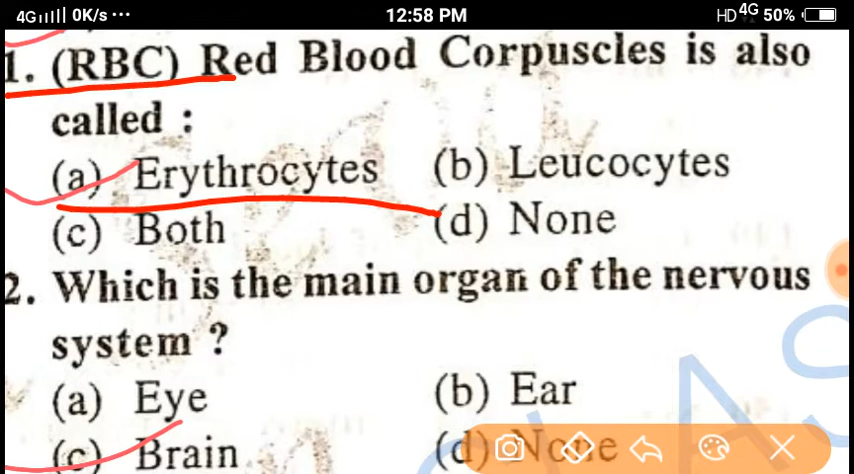 4G 0K/s ... 12:58 PM HD 4G 50%
1. (RBC) Red Blood Corpuscles is also
called :
(a) Erythrocytes (b) Leucocytes
(c) Both (d) None
2. Which is the main organ of the nervous
system ?
(a) Eye (b) Ear
(c) Brain (d) None